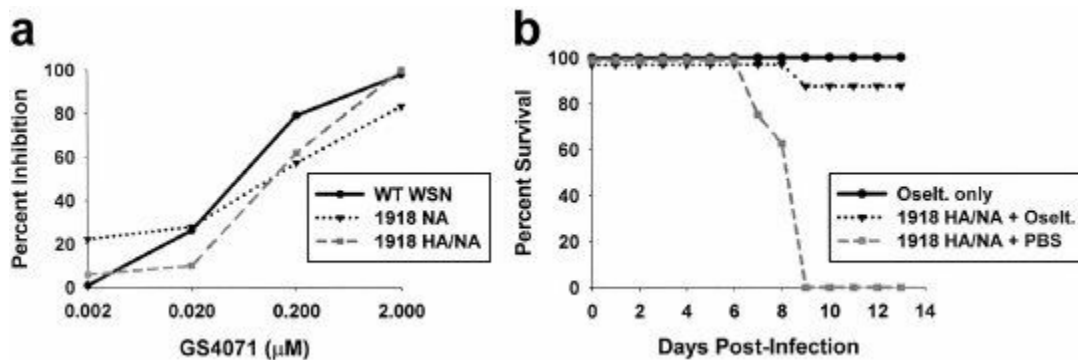 a
Percent Inhibition
100
80
60
40
20
0
0.002
0.020
0.200
2.000
GS4071 (μM)
WT WSN
1918 NA
1918 HA/NA
b
Percent Survival
100
80
60
40
20
0
0
2
4
6
8
10
12
14
Days Post-Infection
Oselt. only
1918 HA/NA + Oselt.
1918 HA/NA + PBS